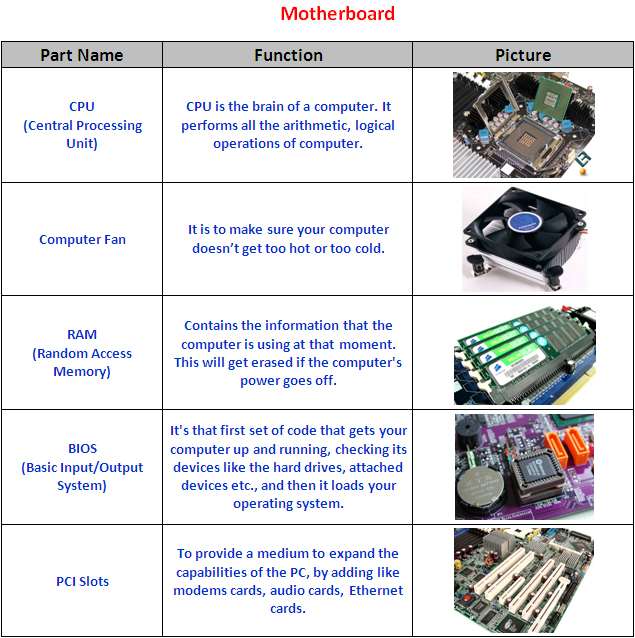 Motherboard
Part Name
Function
Picture
CPU
(Central Processing
Unit)
CPU is the brain of a computer. It
performs all the arithmetic, logical
operations of computer.
Computer Fan
It is to make sure your computer
doesn’t get too hot or too cold.
RAM
(Random Access
Memory)
Contains the information that the
computer is using at that moment.
This will get erased if the computer's
power goes off.
BIOS
(Basic Input/Output
System)
It's that first set of code that gets your
computer up and running, checking its
devices like the hard drives, attached
devices etc., and then it loads your
operating system.
PCI Slots
To provide a medium to expand the
capabilities of the PC, by adding like
modems cards, audio cards, Ethernet
cards.